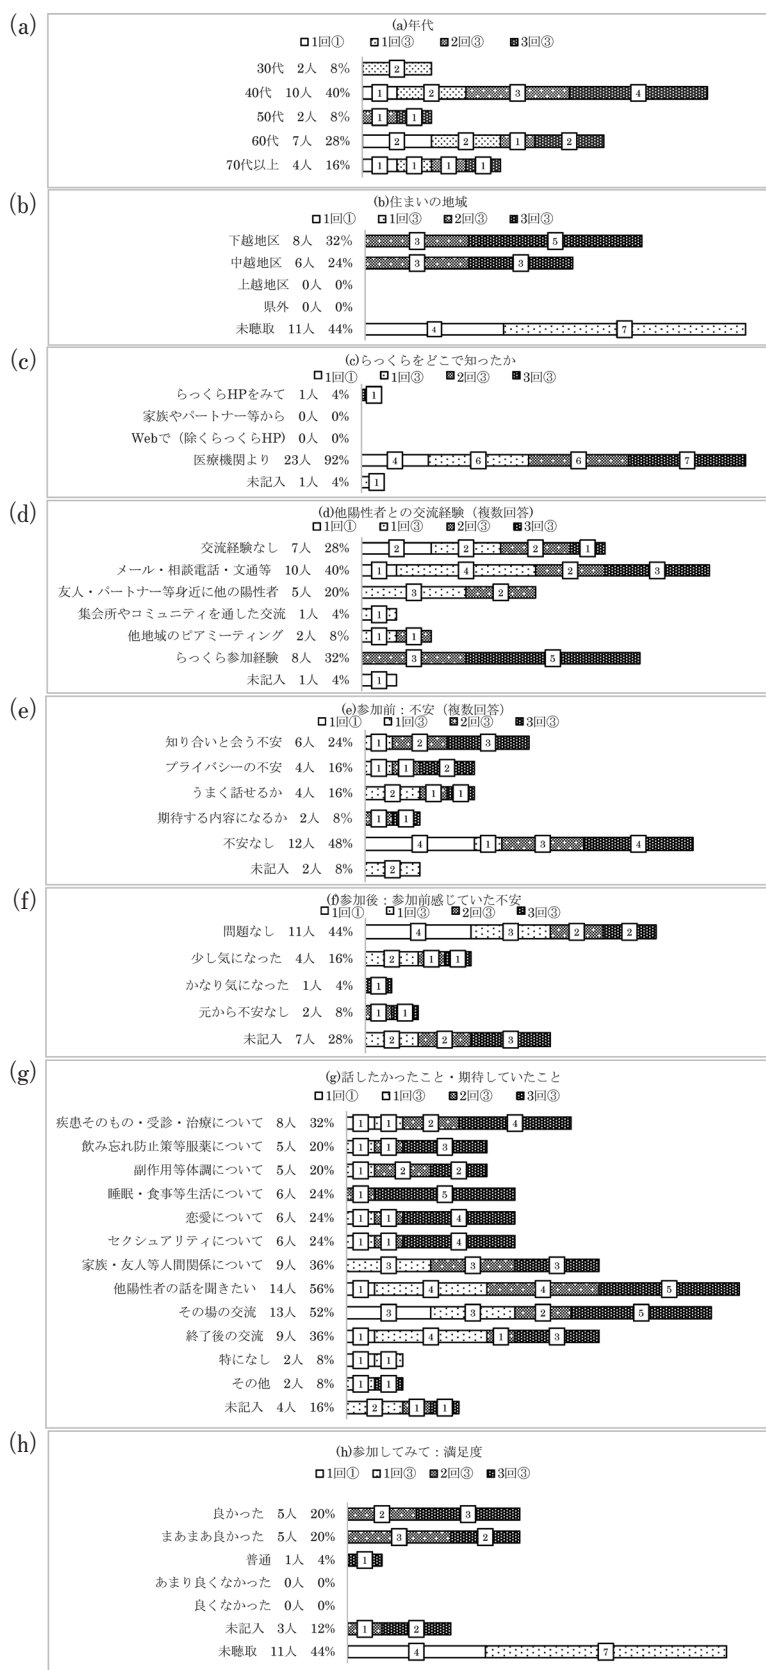 (a)
(a)年代
1回① 1回③ 2回③ 3回③
30代 2人 8% 2
40代 10人 40% 1 2 3 4
50代 2人 8% 1 1
60代 7人 28% 2 2 1 2
70代以上 4人 16% 1 1 1 1
(b)
(b)住まいの地域
1回① 1回③ 2回③ 3回③
下越地区 8人 32% 3 5
中越地区 6人 24% 3 3
上越地区 0人 0%
県外 0人 0%
未聴取 11人 44% 4 7
(c)
(c)らっくらをどこで知ったか
1回① 1回③ 2回③ 3回③
らっくらHPをみて 1人 4% 1
家族やパートナー等から 0人 0%
Webで（除くらっくらHP) 0人 0%
医療機関より 23人 92% 4 6 6 7
未記入 1人 4% 1
(d)
(d)他陽性者との交流経験（複数回答）
1回① 1回③ 2回③ 3回③
交流経験なし 7人 28% 2 2 2 1
メール・相談電話・文通等 10人 40% 1 4 2 3
友人・パートナー等身近に他の陽性者 5人 20% 3 2
集会所やコミュニティを通した交流 1人 4% 1
他地域のピアミーティング 2人 8% 1 1
らっくら参加経験 8人 32% 3 5
未記入 1人 4% 1
(e)
(e)参加前：不安（複数回答）
1回① 1回③ 2回③ 3回③
知り合いと会う不安 6人 24% 1 2 3
プライバシーの不安 4人 16% 1 1 2
うまく話せるか 4人 16% 2 1 1
期待する内容になるか 2人 8% 1 1
不安なし 12人 48% 4 1 3 4
未記入 2人 8% 2
(f)
(f)参加後：参加前感じていた不安
1回① 1回③ 2回③ 3回③
問題なし 11人 44% 4 3 2 2
少し気になった 4人 16% 2 1 1
かなり気になった 1人 4% 1
元から不安なし 2人 8% 1 1
未記入 7人 28% 2 2 3
(g)
(g)話したかったこと・期待していたこと
1回① 1回③ 2回③ 3回③
疾患そのもの・受診・治療について 8人 32% 1 1 2 4
飲み忘れ防止策等服薬について 5人 20% 1 1 3
副作用等体調について 5人 20% 1 2 2
睡眠・食事等生活について 6人 24% 1 5
恋愛について 6人 24% 1 1 4
セクシュアリティについて 6人 24% 1 1 4
家族・友人等人間関係について 9人 36% 3 3 3
他陽性者の話を聞きたい 14人 56% 1 4 4 5
その場の交流 13人 52% 3 3 2 5
終了後の交流 9人 36% 1 4 1 3
特になし 2人 8% 1 1
その他 2人 8% 1 1
未記入 4人 16% 2 1 1
(h)
(h)参加してみて：満足度
1回① 1回③ 2回③ 3回③
良かった 5人 20% 2 3
まあまあ良かった 5人 20% 3 2
普通 1人 4% 1
あまり良くなかった 0人 0%
良くなかった 0人 0%
未記入 3人 12% 1 2
未聴取 11人 44% 4 7